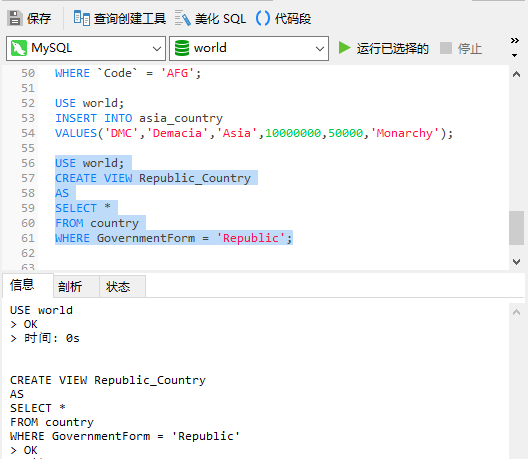 保存 查询创建工具 美化 SQL () 代码段
MySQL world 运行已选择的 停止
50 WHERE `Code` = 'AFG';
51
52 USE world;
53 INSERT INTO asia_country
54 VALUES('DMC','Demacia','Asia',10000000,50000,'Monarchy');
55
56 USE world;
57 CREATE VIEW Republic_Country
58 AS
59 SELECT *
60 FROM country
61 WHERE GovernmentForm = 'Republic';
62
63
信息 剖析 状态
USE world
> OK
> 时间: 0s
CREATE VIEW Republic_Country
AS
SELECT *
FROM country
WHERE GovernmentForm = 'Republic'
> OK